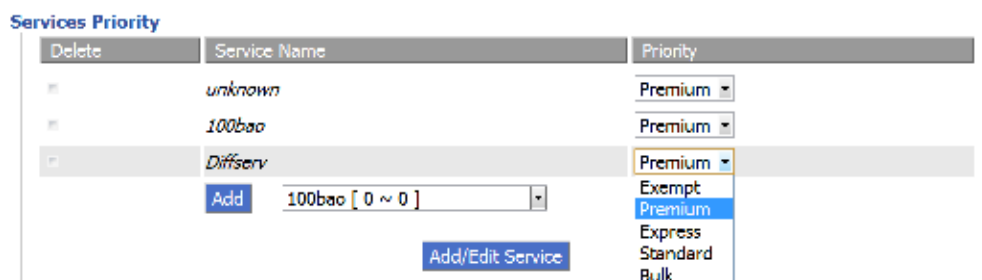 Services Priority
Delete Service Name Priority
unknown Premium
100bao Premium
Diffserv Premium
Exempt
Add 100bao [ 0 ~ 0 ]
Premium
Express
Add/Edit Service Standard
Bulk